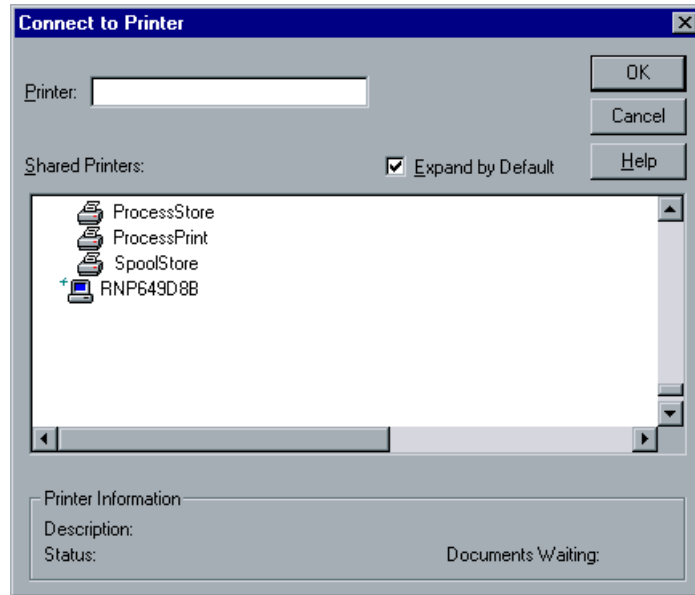 Connect to Printer
OK
Printer:
Cancel
Shared Printers:
Expand by Default
Help
ProcessStore
ProcessPrint
SpoolStore
RNP649D8B
Printer Information
Description:
Status:
Documents Waiting: